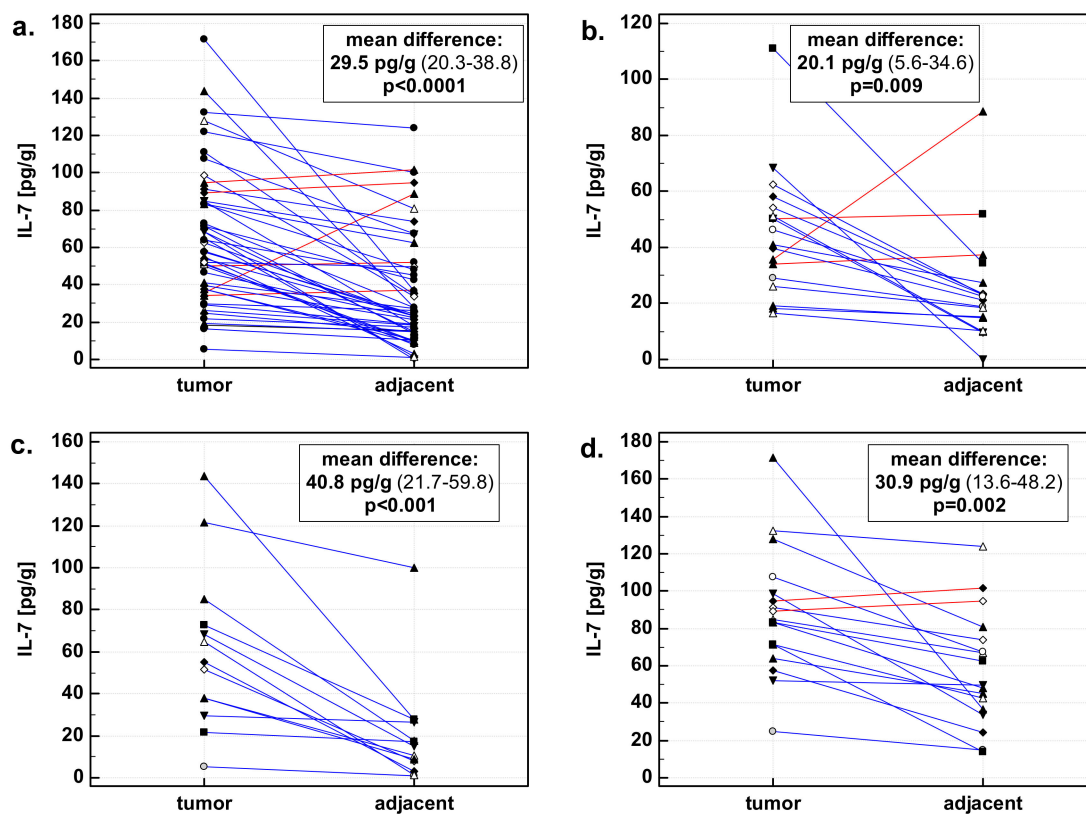 a.
mean difference:
29.5 pg/g (20.3-38.8)
p<0.0001
IL-7 [pg/g]
180
160
140
120
100
80
60
40
20
0
tumor
adjacent
b.
mean difference:
20.1 pg/g (5.6-34.6)
p=0.009
IL-7 [pg/g]
120
100
80
60
40
20
0
tumor
adjacent
c.
mean difference:
40.8 pg/g (21.7-59.8)
p<0.001
IL-7 [pg/g]
160
140
120
100
80
60
40
20
0
tumor
adjacent
d.
mean difference:
30.9 pg/g (13.6-48.2)
p=0.002
IL-7 [pg/g]
180
160
140
120
100
80
60
40
20
0
tumor
adjacent